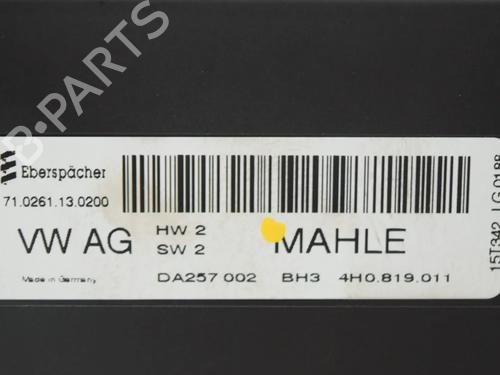 B-PARTS
Eberspächer
71.0261.13.0200
VW AG
HW 2
SW 2
MAHLE
Made in Germany
DA257 002 BH3 4H0.819.011
15T342